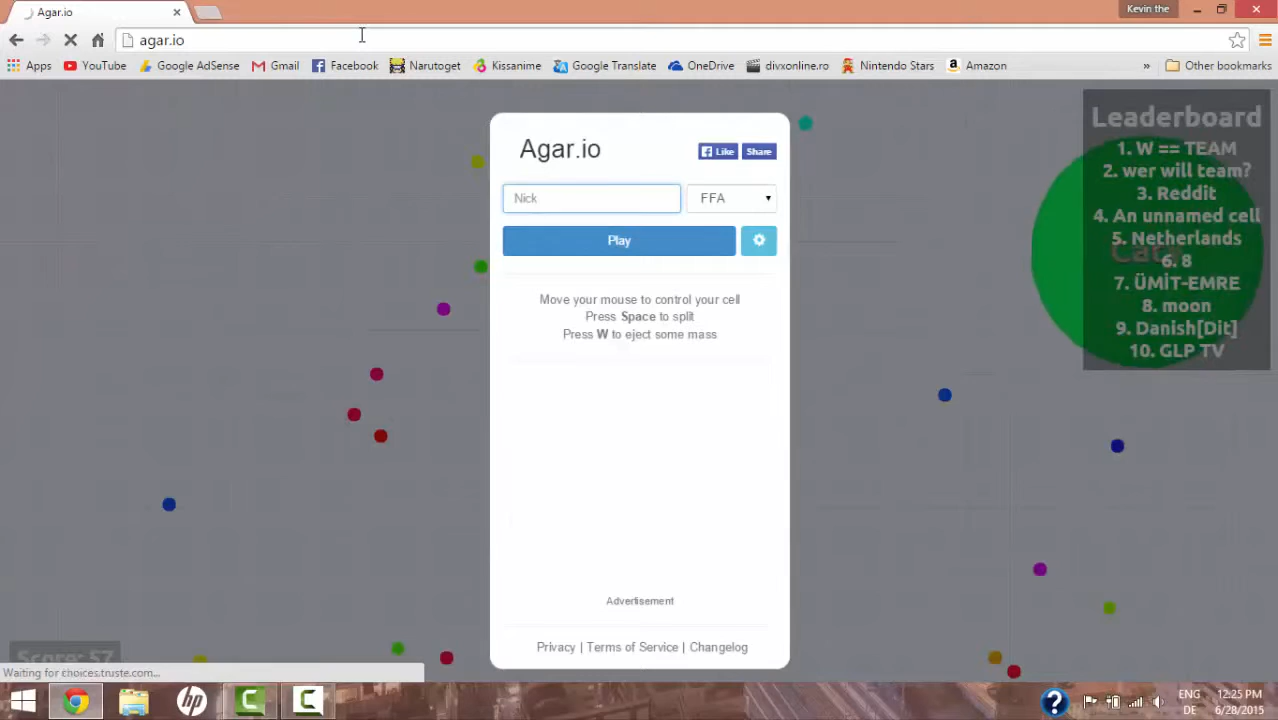 Agar.io
Kevin the
agar.io
Apps YouTube Google AdSense Gmail Facebook Narutoget Kissanime Google Translate OneDrive divxonline.ro Nintendo Stars Amazon » Other bookmarks
Agar.io
Like Share
Nick FFA
Play
Move your mouse to control your cell
Press Space to split
Press W to eject some mass
Advertisement
Privacy | Terms of Service | Changelog
Leaderboard
1. W == TEAM
2. wer will team?
3. Reddit
4. An unnamed cell
5. Netherlands
6. 8
7. ÜMİT-EMRE
8. moon
9. Danish[Dit]
10. GLP TV
Score: 57
Waiting for choices.truste.com...
ENG
DE
12:25 PM
6/28/2015